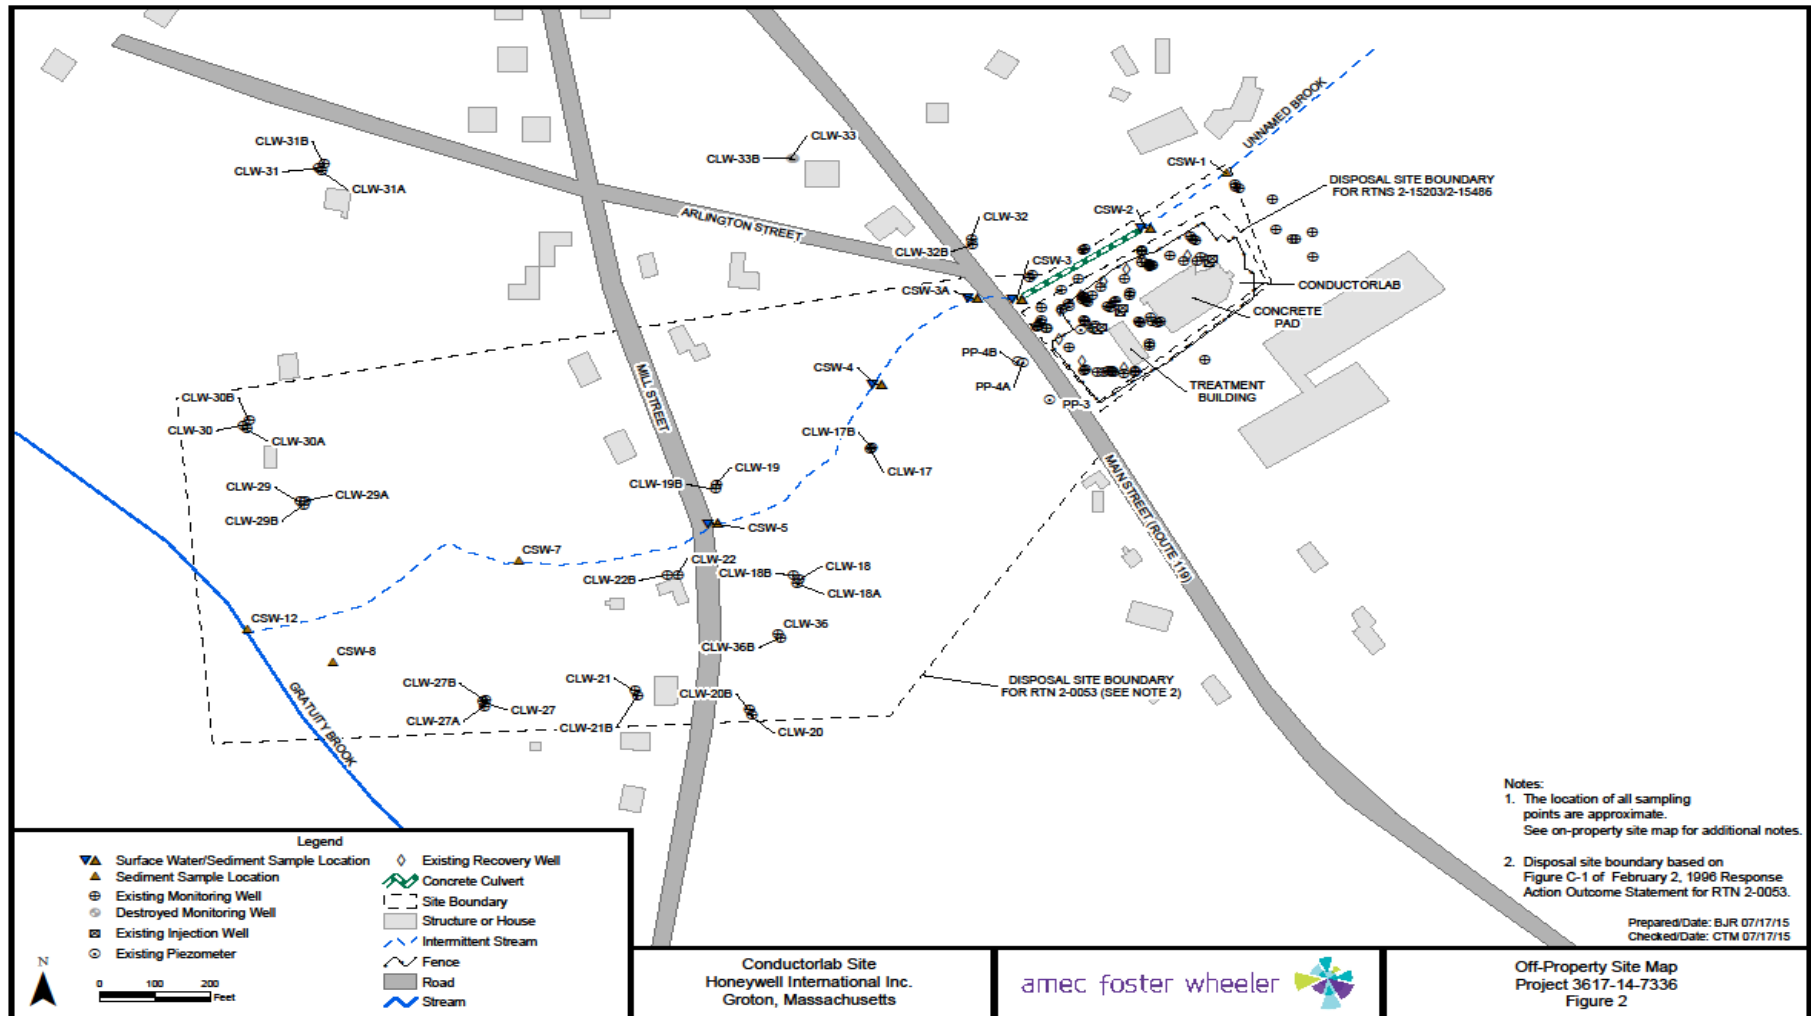 UNNAMED BROOK
CLW-31B
CLW-31
CLW-31A
CLW-33
CLW-33B
CSW-1
DISPOSAL SITE BOUNDARY
FOR RTNS 2-15203/2-15486
CSW-2
ARLINGTON STREET
CLW-32
CLW-32B
CSW-3
CSW-3A
CONDUCTORLAB
CONCRETE
PAD
PP-4B
PP-4A
CSW-4
TREATMENT
BUILDING
PP-3
MILL STREET
CLW-30B
CLW-30
CLW-30A
CLW-17B
CLW-17
CLW-19
CLW-19B
CLW-29
CLW-29A
CLW-29B
MAIN STREET (ROUTE 119)
CSW-5
CSW-7
CLW-22
CLW-22B
CLW-18B
CLW-18
CLW-18A
CSW-12
CLW-36
CLW-36B
CSW-8
GRATUITY BROOK
CLW-27B
CLW-27
CLW-27A
CLW-21
CLW-21B
CLW-20B
CLW-20
DISPOSAL SITE BOUNDARY
FOR RTN 2-0053 (SEE NOTE 2)
Notes:
1. The location of all sampling
points are approximate.
See on-property site map for additional notes.
2. Disposal site boundary based on
Figure C-1 of February 2, 1996 Response
Action Outcome Statement for RTN 2-0053.
Prepared/Date: BJR 07/17/15
Checked/Date: CTM 07/17/15
Legend
Surface Water/Sediment Sample Location
Sediment Sample Location
Existing Monitoring Well
Destroyed Monitoring Well
Existing Injection Well
Existing Piezometer
Existing Recovery Well
Concrete Culvert
Site Boundary
Structure or House
Intermittent Stream
Fence
Road
Stream
N
0 100 200
Feet
Conductorlab Site
Honeywell International Inc.
Groton, Massachusetts
amec foster wheeler
Off-Property Site Map
Project 3617-14-7336
Figure 2